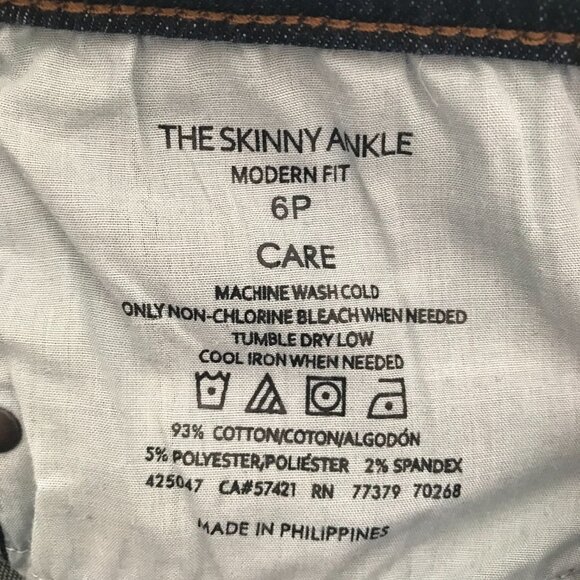 THE SKINNY ANKLE
MODERN FIT
6P
CARE
MACHINE WASH COLD
ONLY NON-CHLORINE BLEACH WHEN NEEDED
TUMBLE DRY LOW
COOL IRON WHEN NEEDED
93% COTTON/COTON/ALGODÓN
5% POLYESTER/POLIÉSTER 2% SPANDEX
425047 CA#57421 RN 77379 70268
MADE IN PHILIPPINES